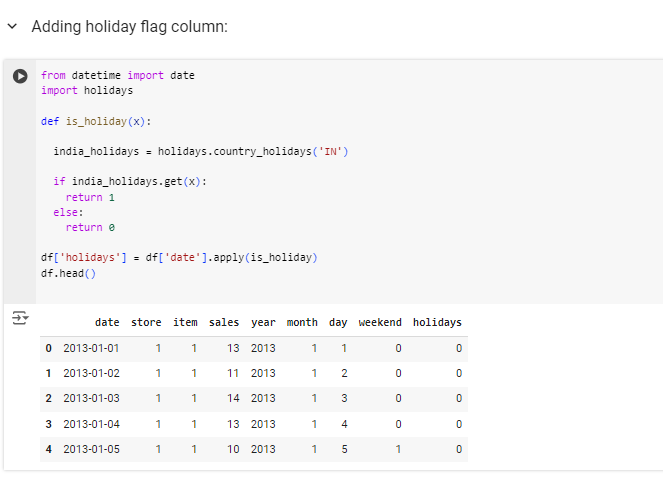 Adding holiday flag column:
from datetime import date
import holidays
def is_holiday(x):
india_holidays = holidays.country_holidays('IN')
if india_holidays.get(x):
return 1
else:
return 0
df['holidays'] = df['date'].apply(is_holiday)
df.head()
date store item sales year month day weekend holidays
0 2013-01-01 1 1 13 2013 1 1 0 0
1 2013-01-02 1 1 11 2013 1 2 0 0
2 2013-01-03 1 1 14 2013 1 3 0 0
3 2013-01-04 1 1 13 2013 1 4 0 0
4 2013-01-05 1 1 10 2013 1 5 1 0